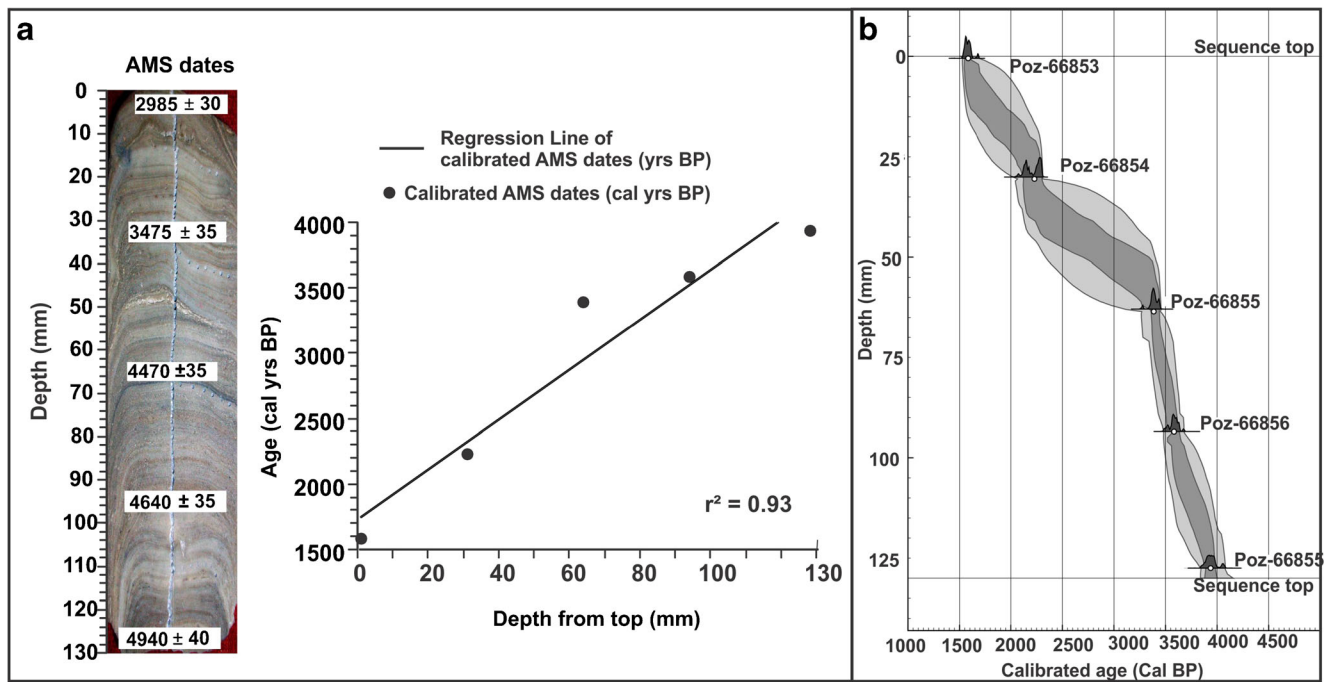 a
AMS dates
0
10
20
30
40
50
60
70
80
90
100
110
120
130
Depth (mm)
2985 ± 30
3475 ± 35
4470 ±35
4640 ± 35
4940 ± 40
Regression Line of
calibrated AMS dates (yrs BP)
Calibrated AMS dates (cal yrs BP)
4000
3500
3000
2500
2000
1500
Age (cal yrs BP)
r² = 0.93
0 20 40 60 80 100 130
Depth from top (mm)
b
Sequence top
0
25
50
75
100
125
Depth (mm)
Poz-66853
Poz-66854
Poz-66855
Poz-66856
Poz-66855
Sequence top
1000 1500 2000 2500 3000 3500 4000 4500
Calibrated age (Cal BP)